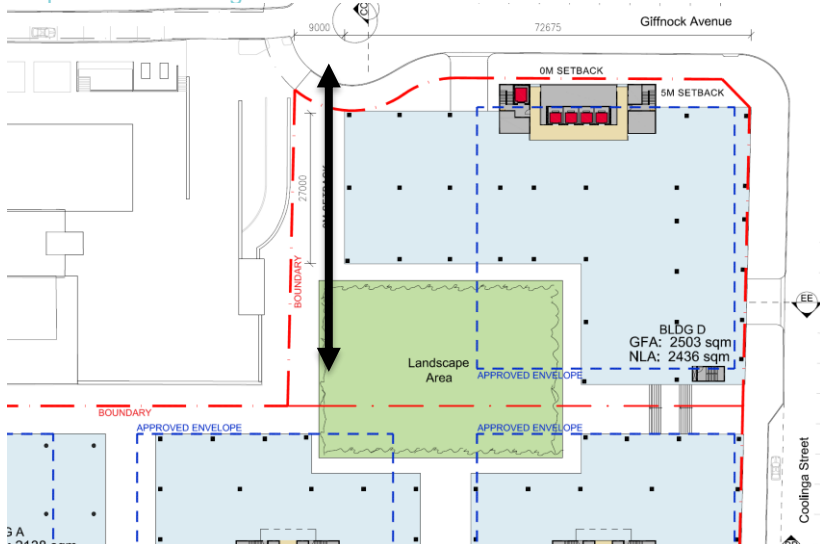 Giffnock Avenue
9000
72675
CC
0M SETBACK
5M SETBACK
27000
BOUNDARY
EE
BLDG D
GFA: 2503 sqm
NLA: 2436 sqm
Landscape
Area
APPROVED ENVELOPE
BOUNDARY
APPROVED ENVELOPE
APPROVED ENVELOPE
Coolinga Street